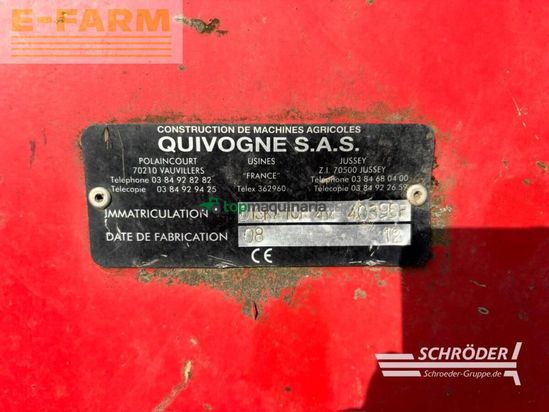 E-FARM
CONSTRUCTION DE MACHINES AGRICOLES
QUIVOGNE S.A.S.
POLAINCOURT USINES JUSSEY
70210 VAUVILLERS "FRANCE" Z.I. 70500 JUSSEY
Téléphone 03 84 92 82 82 Téléphone 03 84 68 04 00
Télécopie 03 84 92 94 25 Telex 362960 Télécopie 03 84 92 26 59
topmaquinaria
IMMATRICULATION :
DATE DE FABRICATION 08 12
CE
SCHRÖDER
Schroeder-Gruppe.de